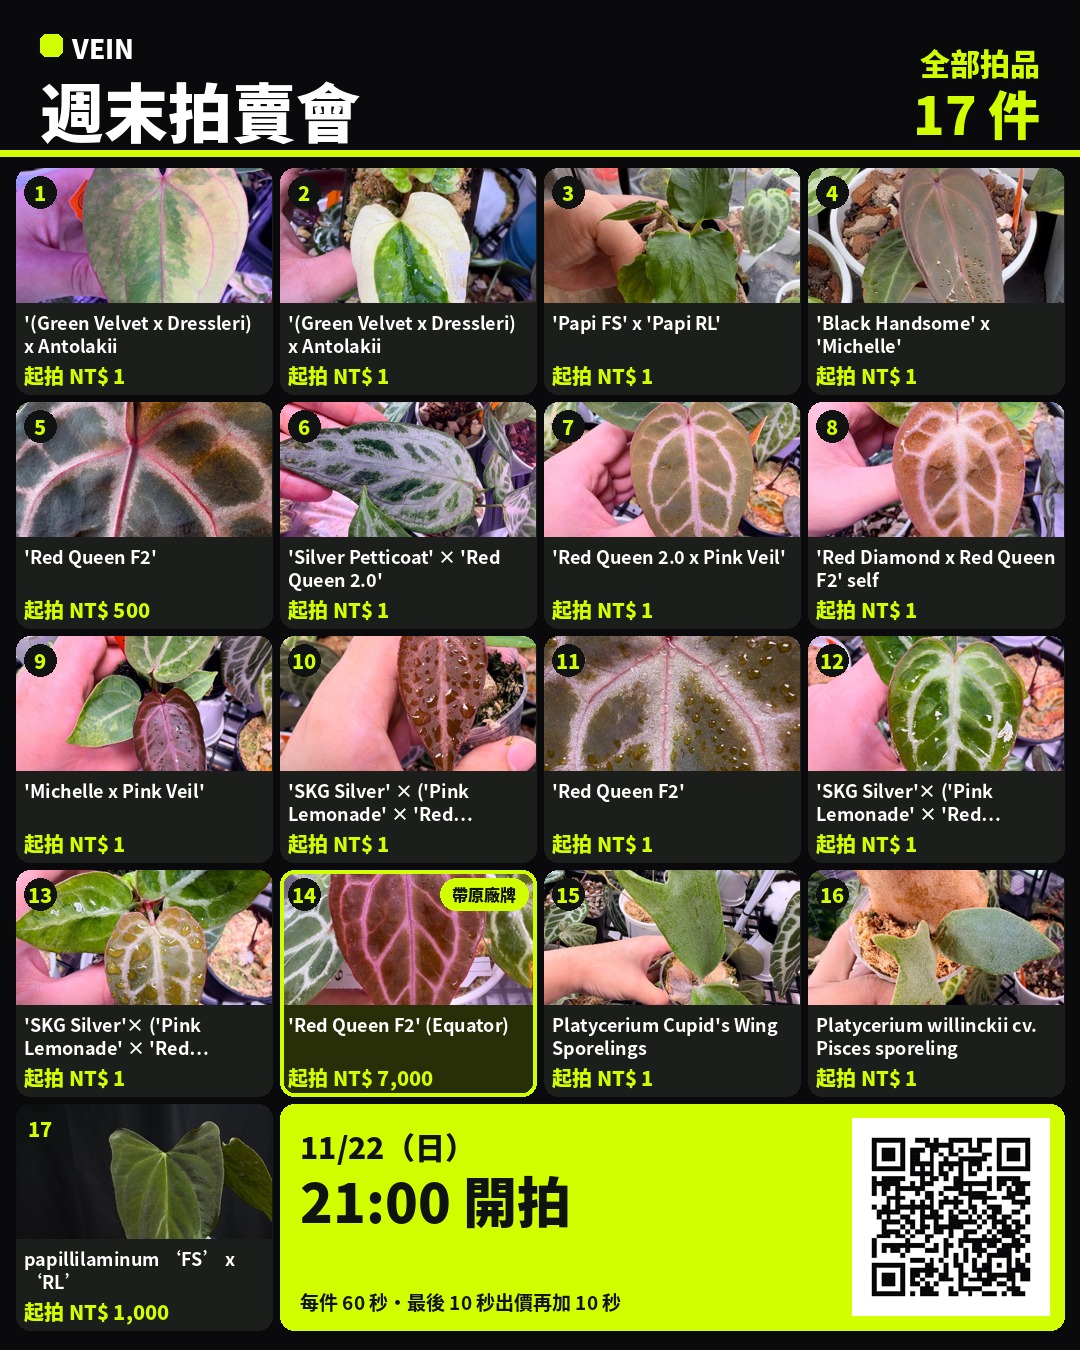 VEIN
週末拍賣會
全部拍品
17 件
1
'(Green Velvet x Dressleri)
x Antolakii
起拍 NT$ 1
2
'(Green Velvet x Dressleri)
x Antolakii
起拍 NT$ 1
3
'Papi FS' x 'Papi RL'
起拍 NT$ 1
4
'Black Handsome' x
'Michelle'
起拍 NT$ 1
5
'Red Queen F2'
起拍 NT$ 500
6
'Silver Petticoat' × 'Red
Queen 2.0'
起拍 NT$ 1
7
'Red Queen 2.0 x Pink Veil'
起拍 NT$ 1
8
'Red Diamond x Red Queen
F2' self
起拍 NT$ 1
9
'Michelle x Pink Veil'
起拍 NT$ 1
10
'SKG Silver' × ('Pink
Lemonade' × 'Red…
起拍 NT$ 1
11
'Red Queen F2'
起拍 NT$ 1
12
'SKG Silver'× ('Pink
Lemonade' × 'Red…
起拍 NT$ 1
13
'SKG Silver'× ('Pink
Lemonade' × 'Red…
起拍 NT$ 1
14
帶原廠牌
'Red Queen F2' (Equator)
起拍 NT$ 7,000
15
Platycerium Cupid's Wing
Sporelings
起拍 NT$ 1
16
Platycerium willinckii cv.
Pisces sporeling
起拍 NT$ 1
17
papillilaminum ‘FS’ x
‘RL’
起拍 NT$ 1,000
11/22（日）
21:00 開拍
每件 60 秒・最後 10 秒出價再加 10 秒